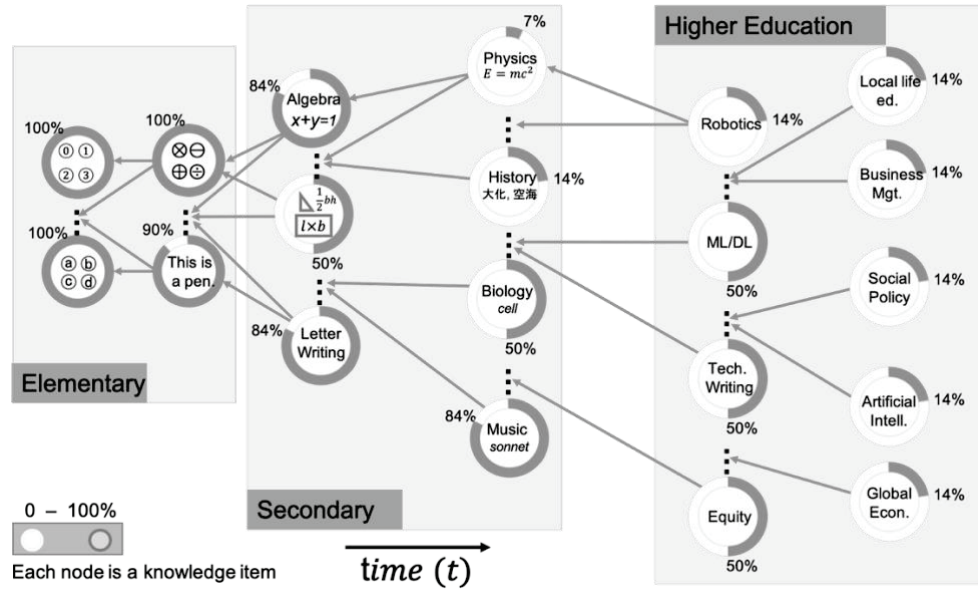 Higher Education
7%
Physics
E = mc²
84%
Algebra
x+y=1
100%
100%
⓪ ①
② ③
⊗ ⊖
⊕ ⊘
Robotics
14%
Local life
ed.
14%
History
大化, 空海
14%
Business
Mgt.
14%
½bh
l×b
50%
100%
ⓐ ⓑ
ⓒ ⓓ
90%
This is
a pen.
ML/DL
50%
Biology
cell
50%
Social
Policy
14%
84%
Letter
Writing
Elementary
Tech.
Writing
50%
Artificial
Intell.
14%
84%
Music
sonnet
Secondary
Equity
50%
Global
Econ.
14%
0 – 100%
Each node is a knowledge item
time (t)